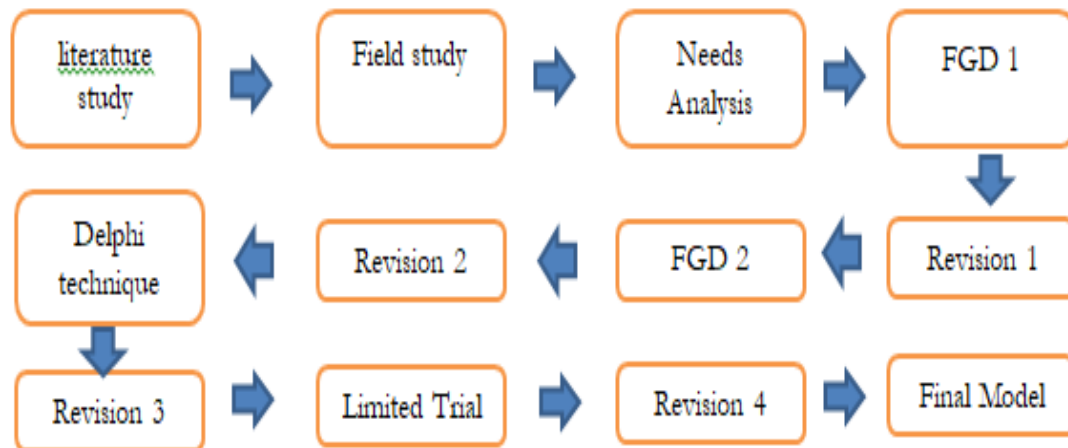 literature
study
Field study
Needs
Analysis
FGD 1
Revision 1
FGD 2
Revision 2
Delphi
technique
Revision 3
Limited Trial
Revision 4
Final Model